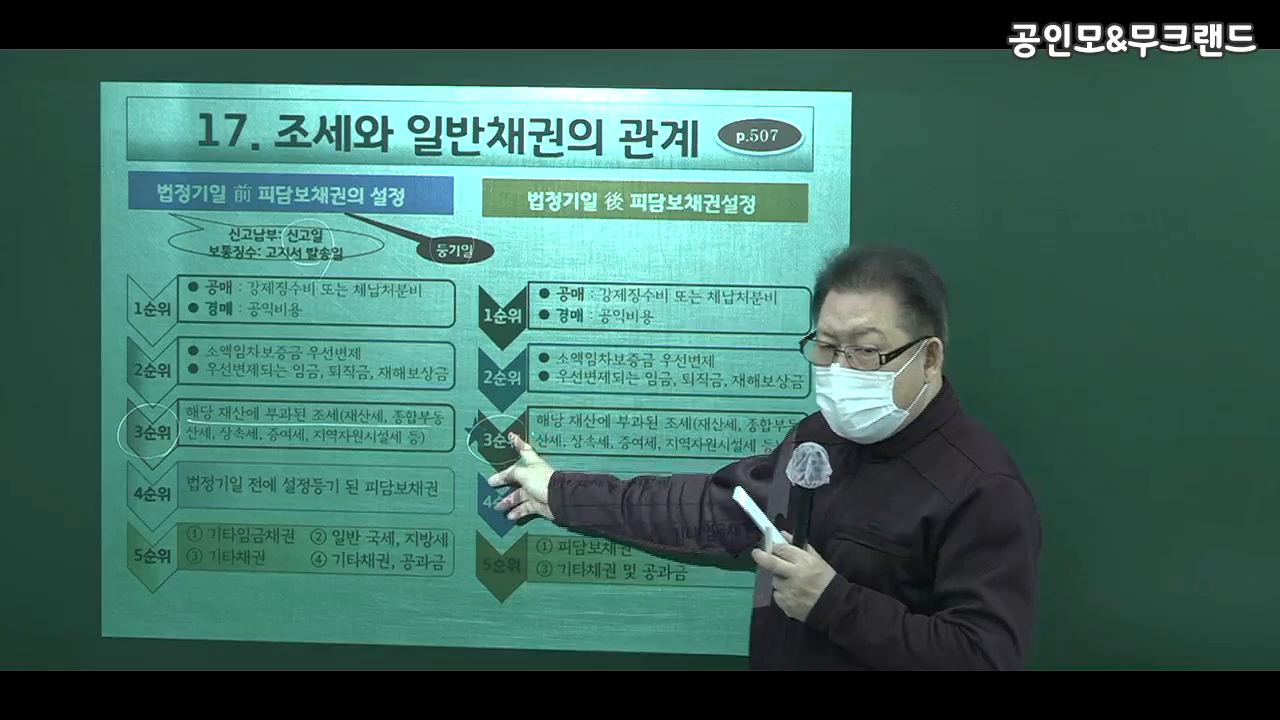 공인모&무크랜드
17. 조세와 일반채권의 관계
p.507
법정기일 前 피담보채권의 설정
법정기일 後 피담보채권설정
신고납부: 신고일
보통징수: 고지서 발송일
등기일
1순위
● 공매 : 강제징수비 또는 체납처분비
● 경매 : 공익비용
2순위
● 소액임차보증금 우선변제
● 우선변제되는 임금, 퇴직금, 재해보상금
3순위
해당 재산에 부과된 조세(재산세, 종합부동
산세, 상속세, 증여세, 지역자원시설세 등)
4순위
법정기일 전에 설정등기 된 피담보채권
5순위
① 기타임금채권 ② 일반 국세, 지방세
③ 기타채권 ④ 기타채권, 공과금
1순위
● 공매 : 강제징수비 또는 체납처분비
● 경매 : 공익비용
2순위
● 소액임차보증금 우선변제
● 우선변제되는 임금, 퇴직금, 재해보상금
3순위
해당 재산에 부과된 조세(재산세, 종합부동
산세, 상속세, 증여세, 지역자원시설세 등
5순위
① 피담보채권
③ 기타채권 및 공과금